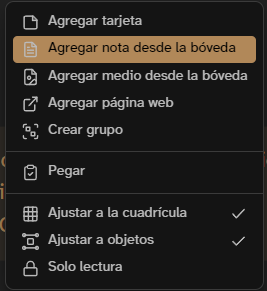 Agregar tarjeta
Agregar nota desde la bóveda
Agregar medio desde la bóveda
Agregar página web
Crear grupo
Pegar
Ajustar a la cuadrícula
Ajustar a objetos
Solo lectura